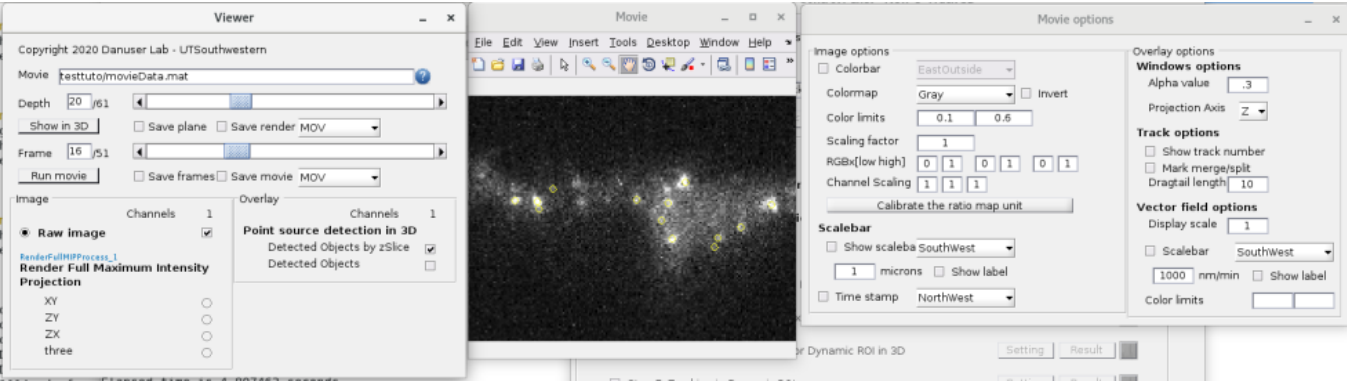 Viewer
Copyright 2020 Danuser Lab - UTSouthwestern
Movie testtuto/movieData.mat ?
Depth 20 /61
Show in 3D Save plane Save render MOV
Frame 16 /51
Run movie Save frames Save movie MOV
Image
Channels 1
Raw image
RenderFullMIPProcess_1
Render Full Maximum Intensity
Projection
XY
ZY
ZX
three
Overlay
Channels 1
Point source detection in 3D
Detected Objects by zSlice
Detected Objects
Movie
File Edit View Insert Tools Desktop Window Help
Movie options
Image options
Colorbar EastOutside
Colormap Gray Invert
Color limits 0.1 0.6
Scaling factor 1
RGBx[low high] 0 1 0 1 0 1
Channel Scaling 1 1 1
Calibrate the ratio map unit
Scalebar
Show scaleba SouthWest
1 microns Show label
Time stamp NorthWest
Overlay options
Windows options
Alpha value .3
Projection Axis Z
Track options
Show track number
Mark merge/split
Dragtail length 10
Vector field options
Display scale 1
Scalebar SouthWest
1000 nm/min Show label
Color limits
or Dynamic ROI in 3D Setting Result